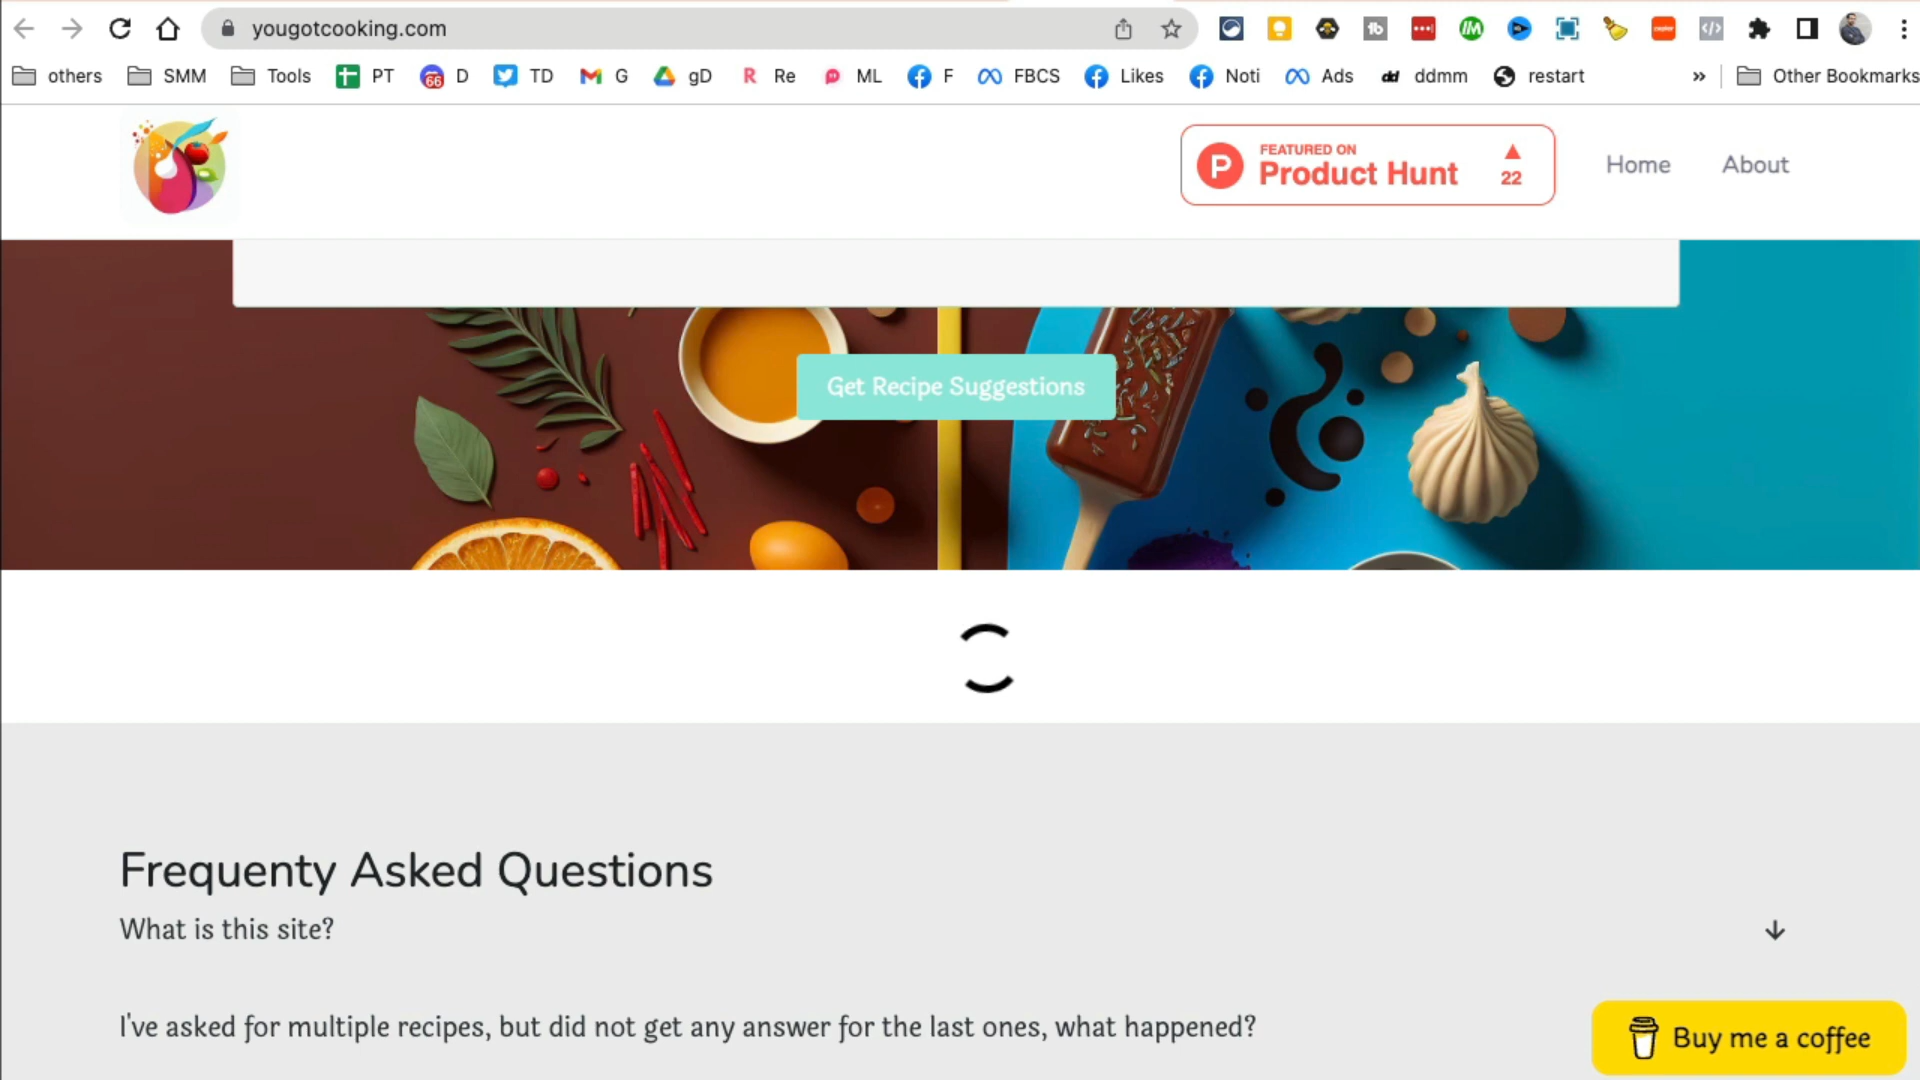 yougotcooking.com
others SMM Tools PT 66 D TD G gD Re ML F FBCS Likes Noti Ads dd ddmm restart » Other Bookmarks
FEATURED ON
Product Hunt 22
Home About
Get Recipe Suggestions
Frequenty Asked Questions
What is this site?
I've asked for multiple recipes, but did not get any answer for the last ones, what happened?
Buy me a coffee